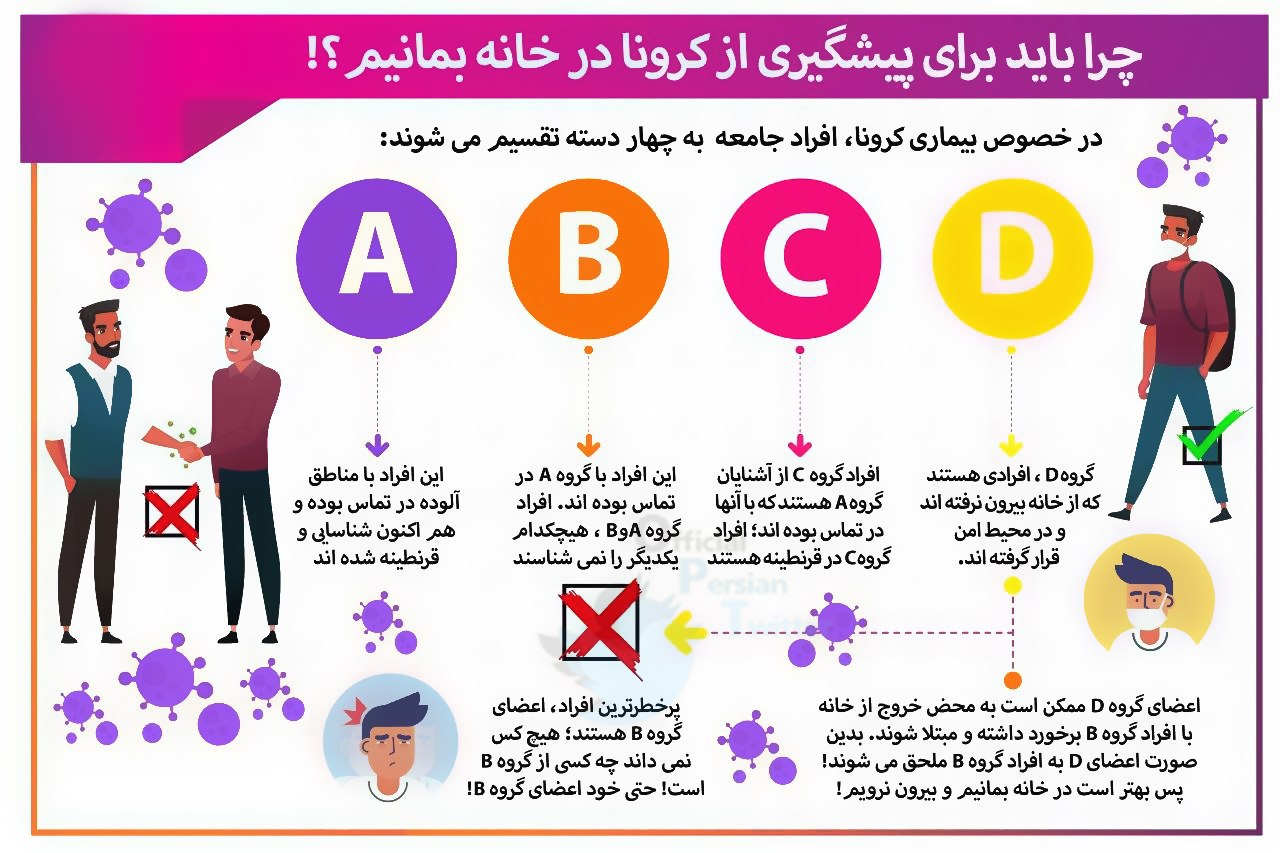 چرا باید برای پیشگیری از کرونا در خانه بمانیم ؟!
در خصوص بیماری کرونا، افراد جامعه به چهار دسته تقسیم می شوند:
A
B
C
D
این افراد با مناطق
آلوده در تماس بوده و
هم اکنون شناسایی و
قرنطینه شده اند
این افراد با گروه A در
تماس بوده اند. افراد
گروه AوB ، هیچکدام
یکدیگر را نمی شناسند
افراد گروه C از آشنایان
گروه A هستند که با آنها
در تماس بوده اند؛ افراد
گروه C در قرنطینه هستند
گروه D ، افرادی هستند
که از خانه بیرون نرفته اند
و در محیط امن
قرار گرفته اند.
Official
Persian
Twitter
پرخطرترین افراد، اعضای
گروه B هستند؛ هیچ کس
نمی داند چه کسی از گروه B
است! حتی خود اعضای گروه B!
اعضای گروه D ممکن است به محض خروج از خانه
با افراد گروه B برخورد داشته و مبتلا شوند. بدین
صورت اعضای D به افراد گروه B ملحق می شوند!
پس بهتر است در خانه بمانیم و بیرون نرویم!